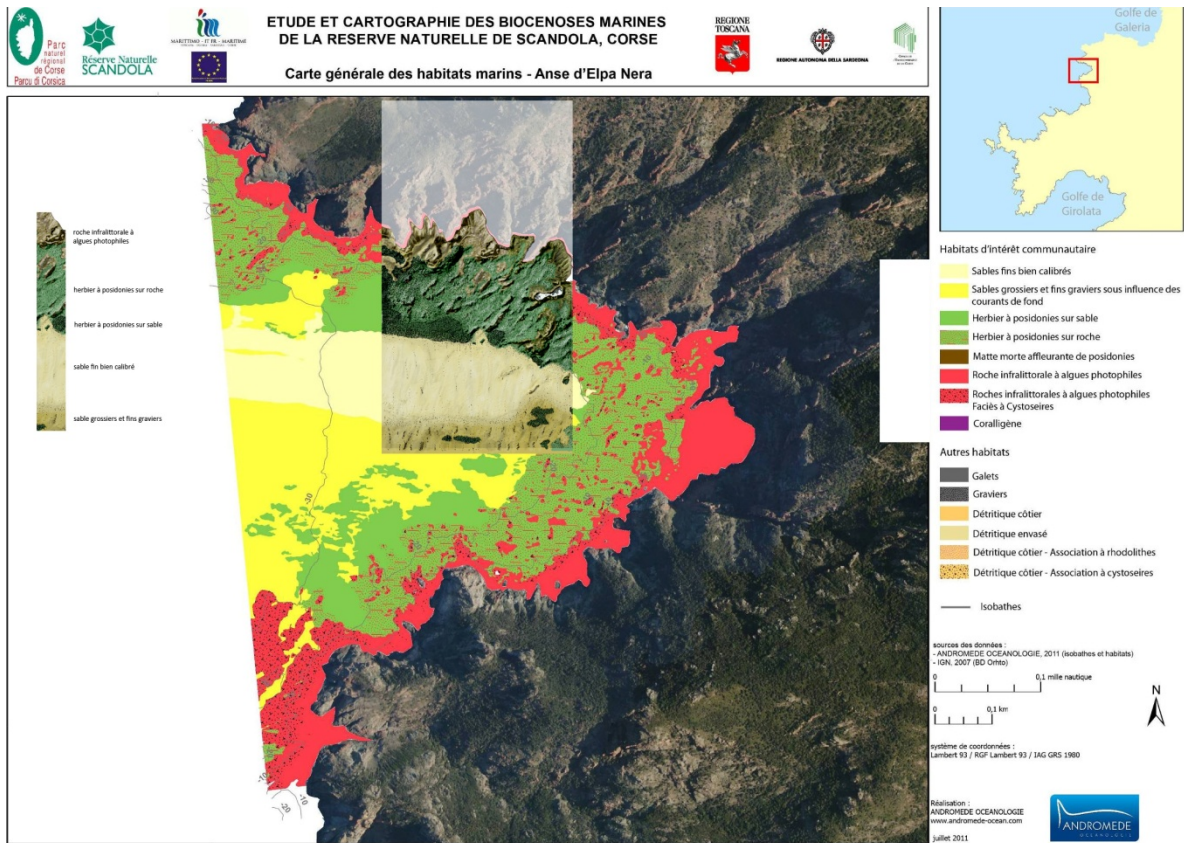 ETUDE ET CARTOGRAPHIE DES BIOCENOSES MARINES
DE LA RESERVE NATURELLE DE SCANDOLA, CORSE
Carte générale des habitats marins - Anse d'Elpa Nera
Parc
naturel
régional
de Corse
Parcu di Corsica
Réserve Naturelle
SCANDOLA
MARITTIMO - IT FR - MARITIME
REGIONE
TOSCANA
REGIONE AUTONOMA DELLA SARDEGNA
Golfe de
Galeria
Golfe de
Girolata
roche infralittorale à
algues photophiles
herbier à posidonies sur roche
herbier à posidonies sur sable
sable fin bien calibré
sable grossiers et fins graviers
-30
-10
-10
-20
Habitats d'intérêt communautaire
Sables fins bien calibrés
Sables grossiers et fins graviers sous influence des
courants de fond
Herbier à posidonies sur sable
Herbier à posidonies sur roche
Matte morte affleurante de posidonies
Roche infralittorale à algues photophiles
Roches infralittorales à algues photophiles
Faciès à Cystoseires
Coralligène
Autres habitats
Galets
Graviers
Détritique côtier
Détritique envasé
Détritique côtier - Association à rhodolithes
Détritique côtier - Association à cystoseires
Isobathes
sources des données :
- ANDROMEDE OCEANOLOGIE, 2011 (isobathes et habitats)
- IGN, 2007 (BD Orhto)
0 0,1 mille nautique
0 0,1 km
N
système de coordonnées :
Lambert 93 / RGF Lambert 93 / IAG GRS 1980
Réalisation :
ANDROMEDE OCEANOLOGIE
www.andromede-ocean.com
juillet 2011
ANDROMEDE
OCEANOLOGIE